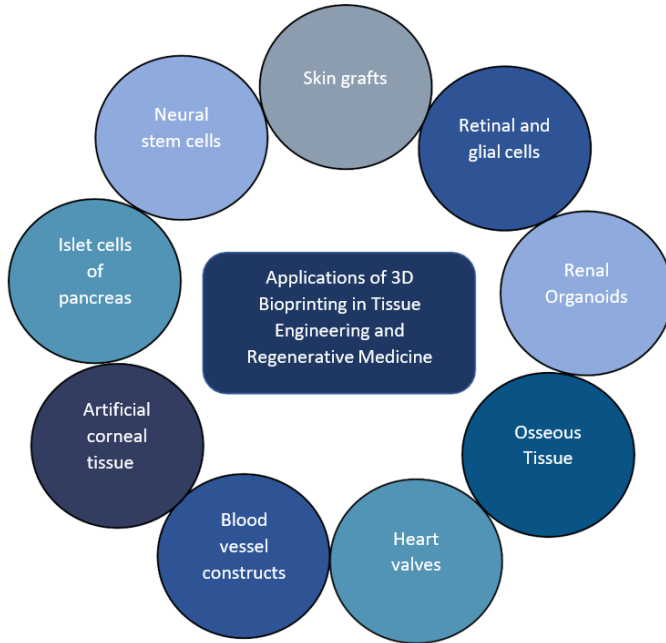 Skin grafts
Retinal and
glial cells
Renal
Organoids
Osseous
Tissue
Heart
valves
Blood
vessel
constructs
Artificial
corneal
tissue
Islet cells
of
pancreas
Neural
stem cells
Applications of 3D
Bioprinting in Tissue
Engineering and
Regenerative Medicine